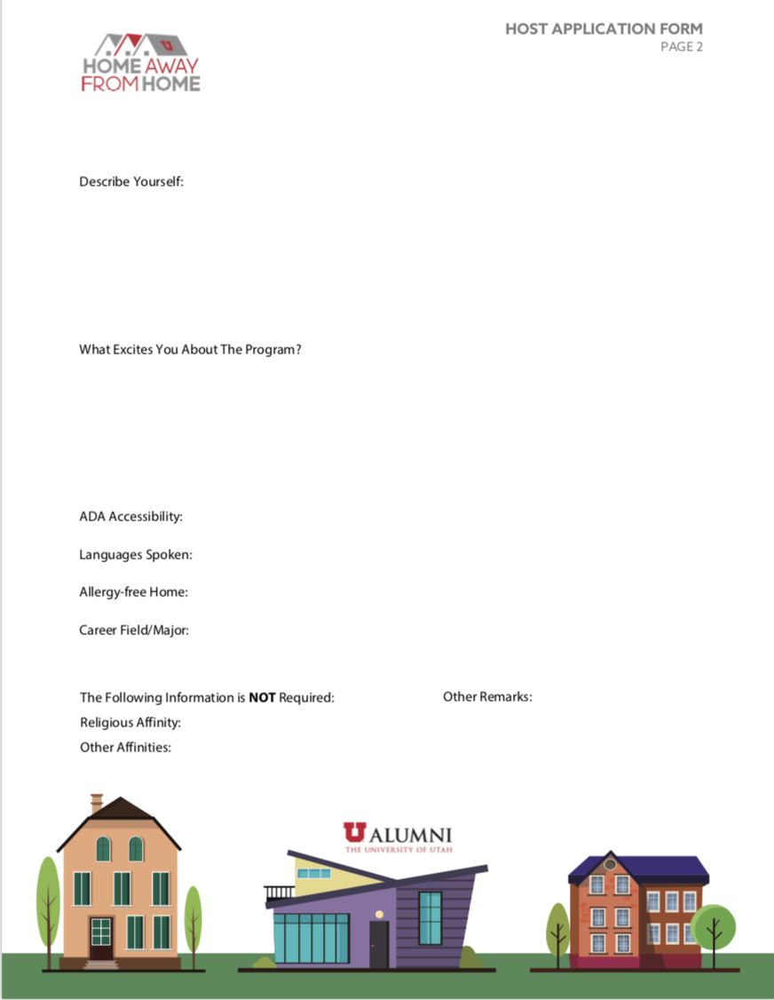 HOME AWAY
FROM HOME
HOST APPLICATION FORM
PAGE 2
Describe Yourself:
What Excites You About The Program?
ADA Accessibility:
Languages Spoken:
Allergy-free Home:
Career Field/Major:
The Following Information is NOT Required:
Religious Affinity:
Other Affinities:
Other Remarks:
U ALUMNI
THE UNIVERSITY OF UTAH